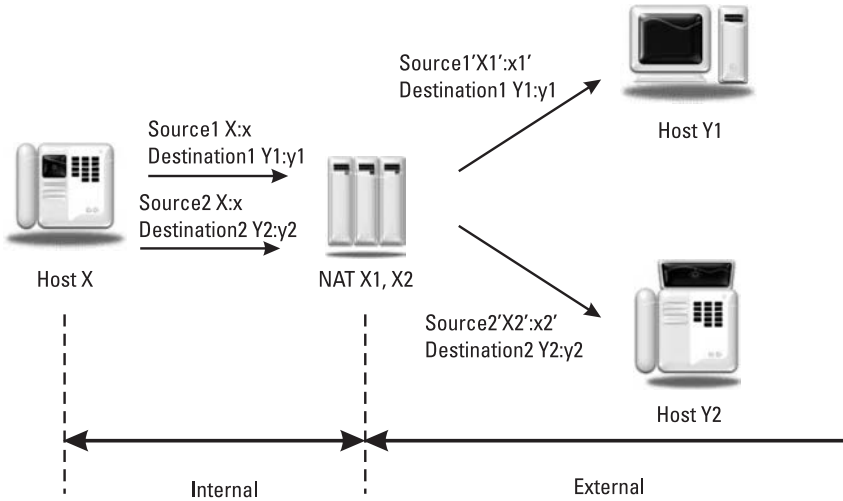 Source1'X1':x1'
Destination1 Y1:y1
Host Y1
Source1 X:x
Destination1 Y1:y1
Source2 X:x
Destination2 Y2:y2
Host X
NAT X1, X2
Source2'X2':x2'
Destination2 Y2:y2
Host Y2
Internal
External